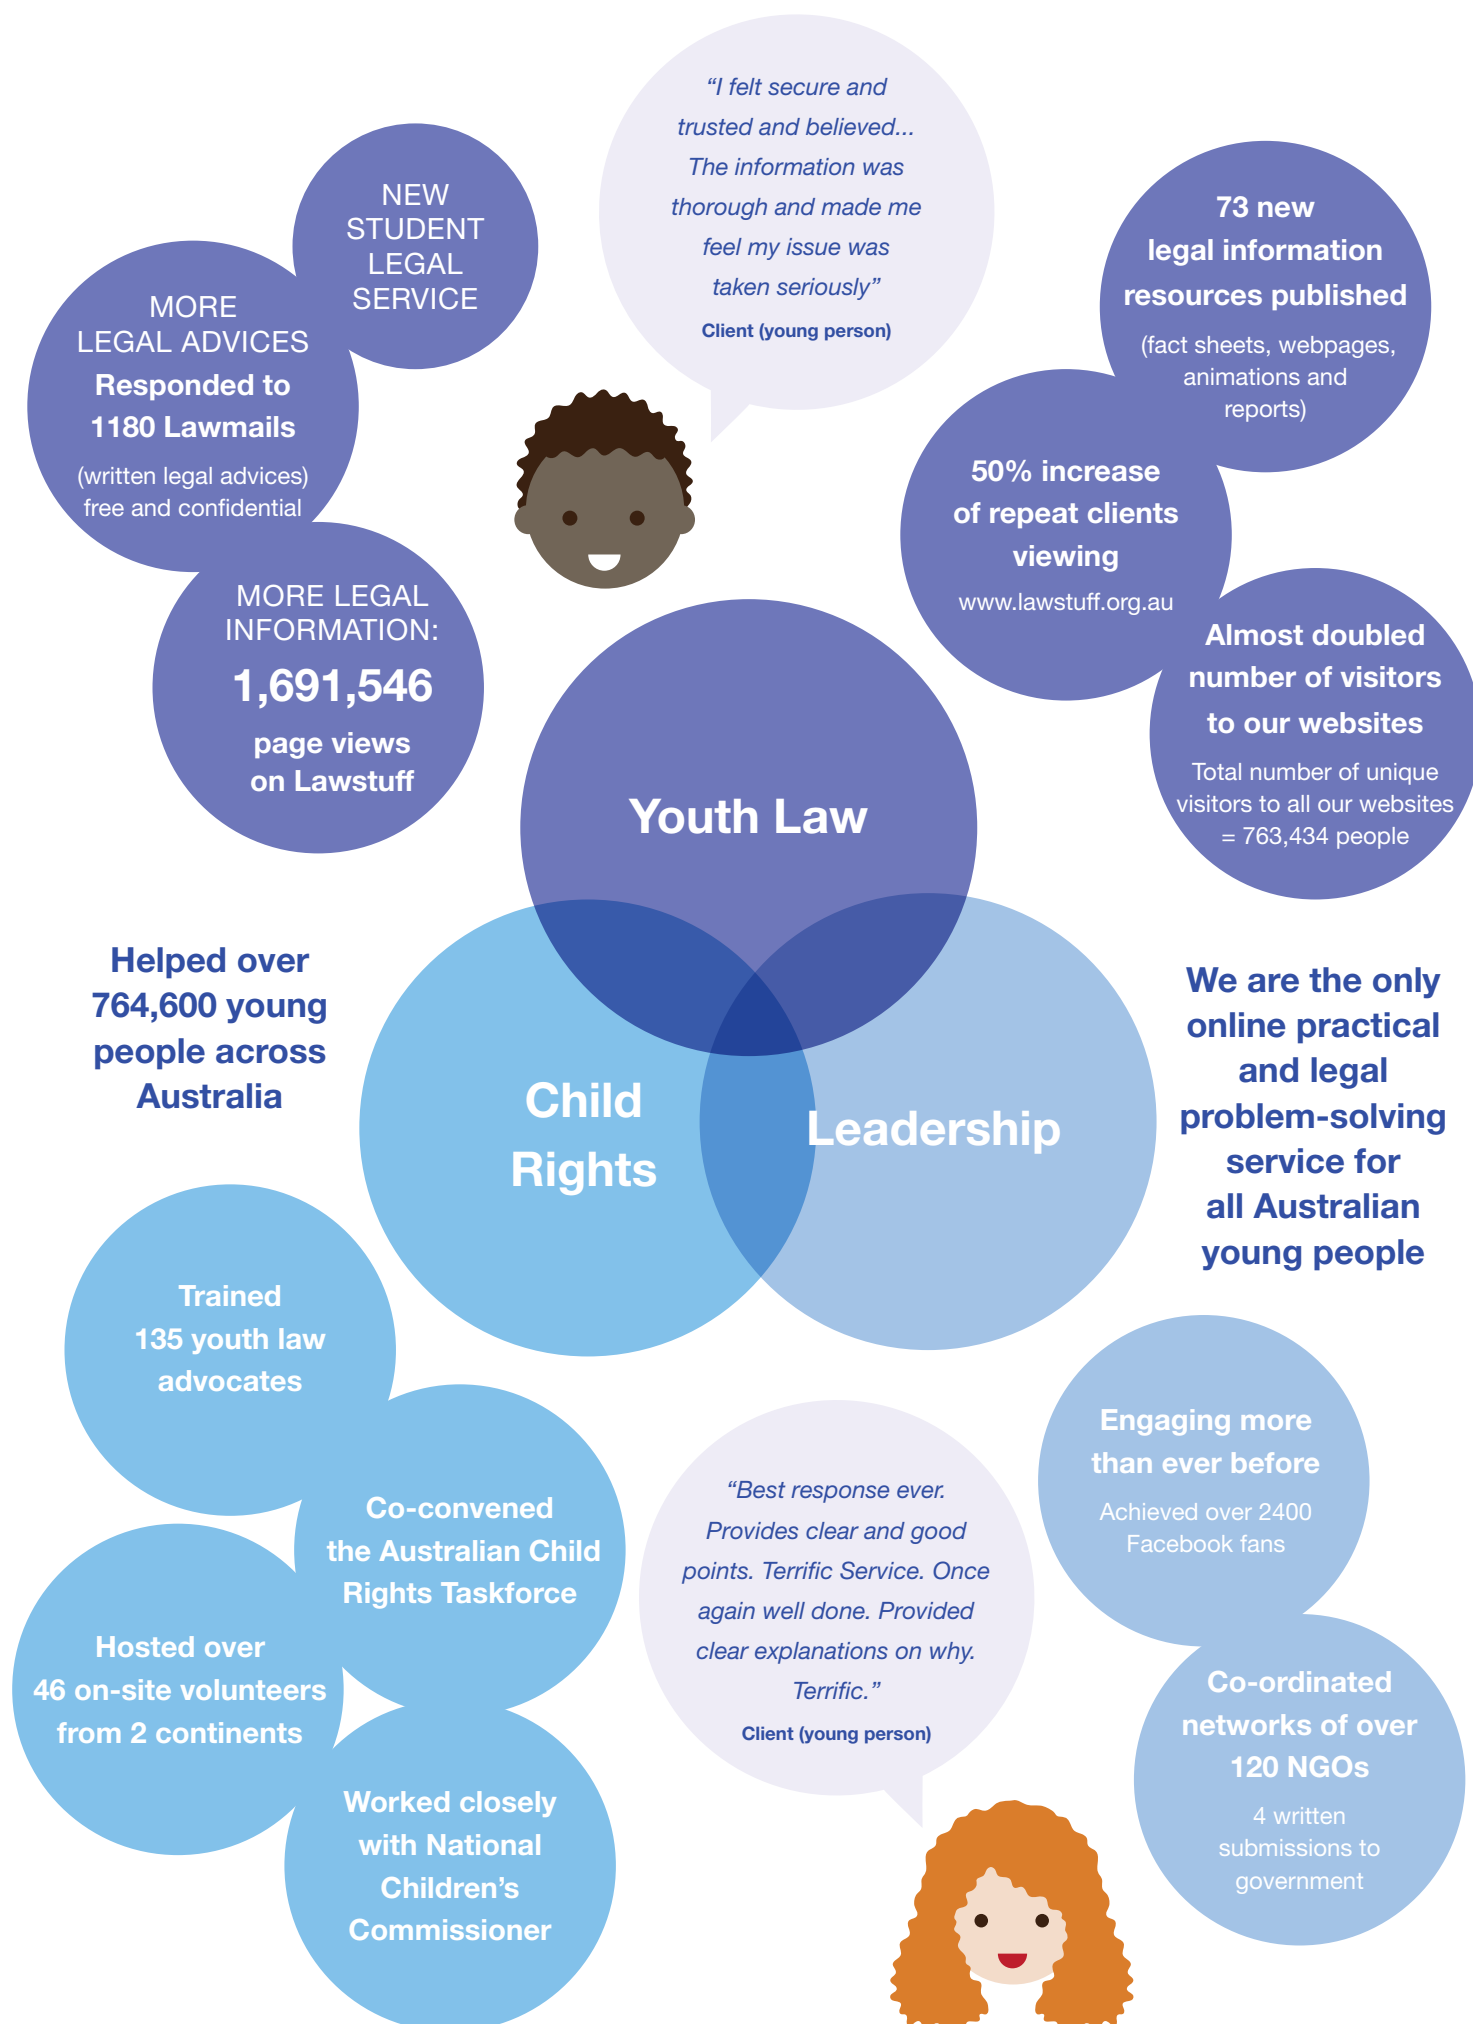 “I felt secure and
trusted and believed...
The information was
thorough and made me
feel my issue was
taken seriously”
Client (young person)
NEW
STUDENT
LEGAL
SERVICE
MORE
LEGAL ADVICES
Responded to
1180 Lawmails
(written legal advices)
free and confidential
MORE LEGAL
INFORMATION:
1,691,546
page views
on Lawstuff
73 new
legal information
resources published
(fact sheets, webpages,
animations and
reports)
50% increase
of repeat clients
viewing
www.lawstuff.org.au
Almost doubled
number of visitors
to our websites
Total number of unique
visitors to all our websites
= 763,434 people
Youth Law
Child
Rights
Leadership
Helped over
764,600 young
people across
Australia
We are the only
online practical
and legal
problem-solving
service for
all Australian
young people
Trained
135 youth law
advocates
Co-convened
the Australian Child
Rights Taskforce
Hosted over
46 on-site volunteers
from 2 continents
Worked closely
with National
Children’s
Commissioner
“Best response ever.
Provides clear and good
points. Terrific Service. Once
again well done. Provided
clear explanations on why.
Terrific.”
Client (young person)
Engaging more
than ever before
Achieved over 2400
Facebook fans
Co-ordinated
networks of over
120 NGOs
4 written
submissions to
government